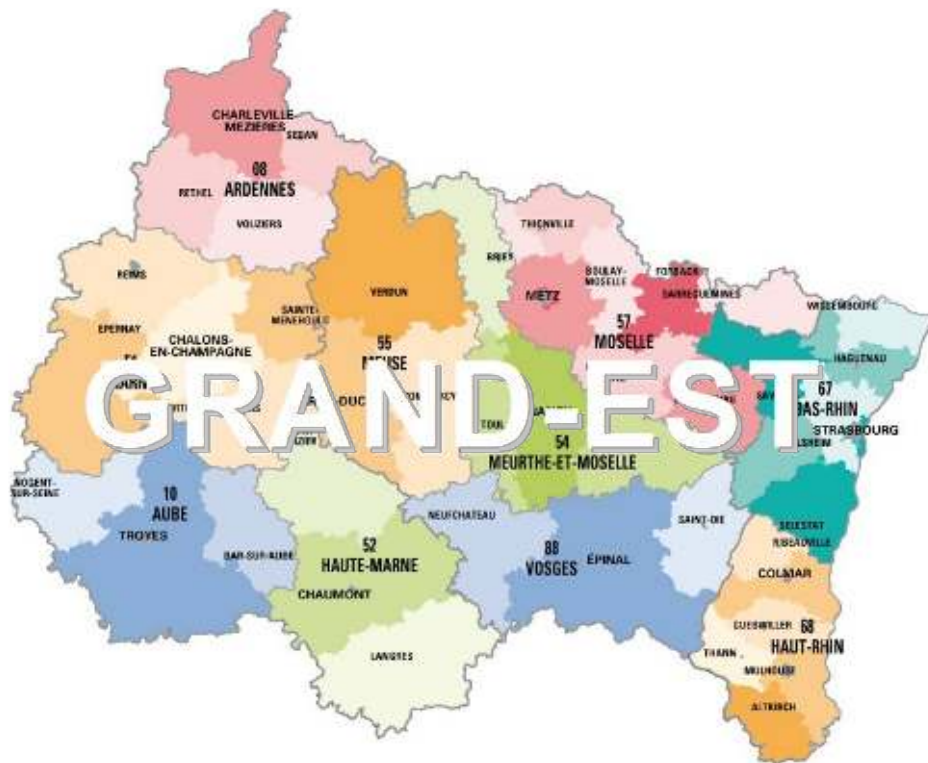 CHARLEVILLE
MEZIERES
SEDAN
08
ARDENNES
RETHEL
VOUZIERS
THIONVILLE
BRIEY
REIMS
VERDUN
BOULAY-
MOSELLE
FORBACH
SARREGUEMINES
METZ
WISSEMBOURG
SAINTE-
MENEHOULD
EPERNAY
CHALONS-
EN-CHAMPAGNE
57
MOSELLE
55
MEUSE
HAGUENAU
GRAND-EST
67
BAS-RHIN
TOUL
STRASBOURG
54
MEURTHE-ET-MOSELLE
NOGENT-
SUR-SEINE
10
AUBE
TROYES
NEUFCHATEAU
SAINT-DIE
SELESTAT
RIBEAUVILLE
BAR-SUR-AUBE
52
HAUTE-MARNE
88
VOSGES
ÉPINAL
COLMAR
CHAUMONT
GUEBWILLER
68
HAUT-RHIN
THANN
MULHOUSE
LANGRES
ALTKIRCH